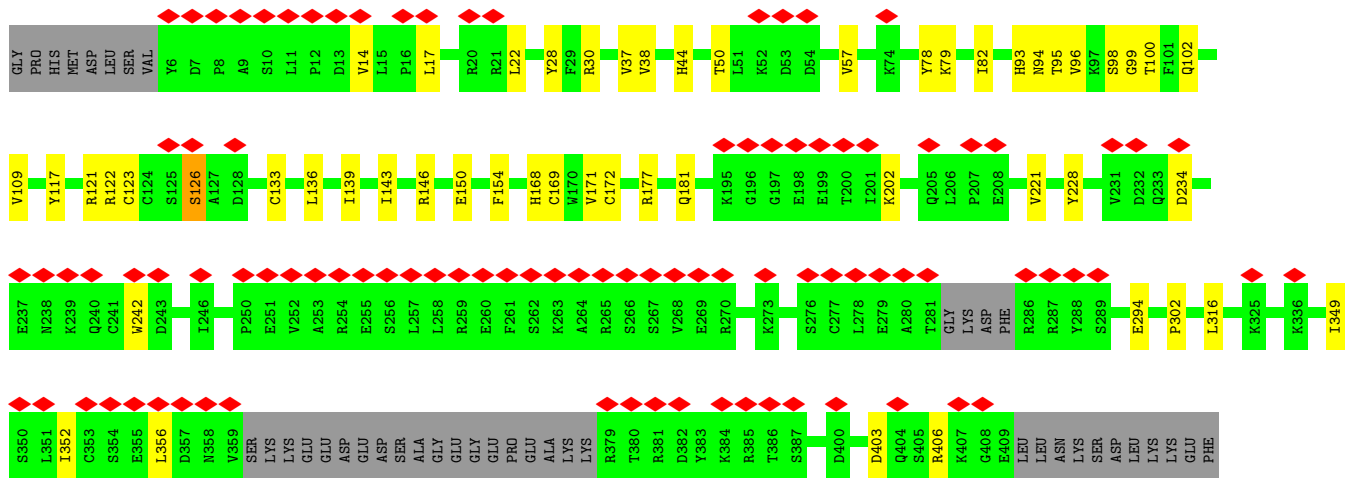 GLY PRO HIS MET ASP LEU SER VAL Y6 D7 P8 A9 S10 L11 P12 D13 V14 L15 P16 L17 R20 R21 L22 Y28 F29 R30 V37 V38 H44 T50 L51 K52 D53 D54 V57 K74 Y78 K79 I82 H93 N94 T95 V96 K97 S98 G99 T100 F101 Q102
V109 Y117 R121 R122 C123 C124 S125 S126 A127 D128 C133 L136 I139 I143 R146 E150 F154 H168 C169 W170 V171 C172 R177 Q181 K195 G196 G197 E198 E199 T200 I201 K202 Q205 L206 P207 E208 V221 Y228 V231 D232 Q233 D234
E237 N238 K239 Q240 C241 W242 D243 I246 P250 E251 V252 A253 R254 E255 S256 L257 L258 R259 E260 F261 S262 K263 A264 R265 S266 S267 V268 E269 R270 K273 S276 C277 L278 E279 A280 T281 GLY LYS ASP PHE R286 R287 Y288 S289 E294 P302 L316 K325 K336 I349
S350 L351 I352 C353 S354 E355 L356 D357 N358 V359 SER LYS LYS GLU GLU ASP GLU ASP SER ALA GLY GLU GLU GLY GLU PRO GLU ALA LYS LYS R379 T380 R381 D382 Y383 K384 R385 T386 S387 D400 D403 Q404 S405 R406 K407 G408 E409 LEU LEU ASN LYS SER ASP LEU LYS LYS GLU PHE